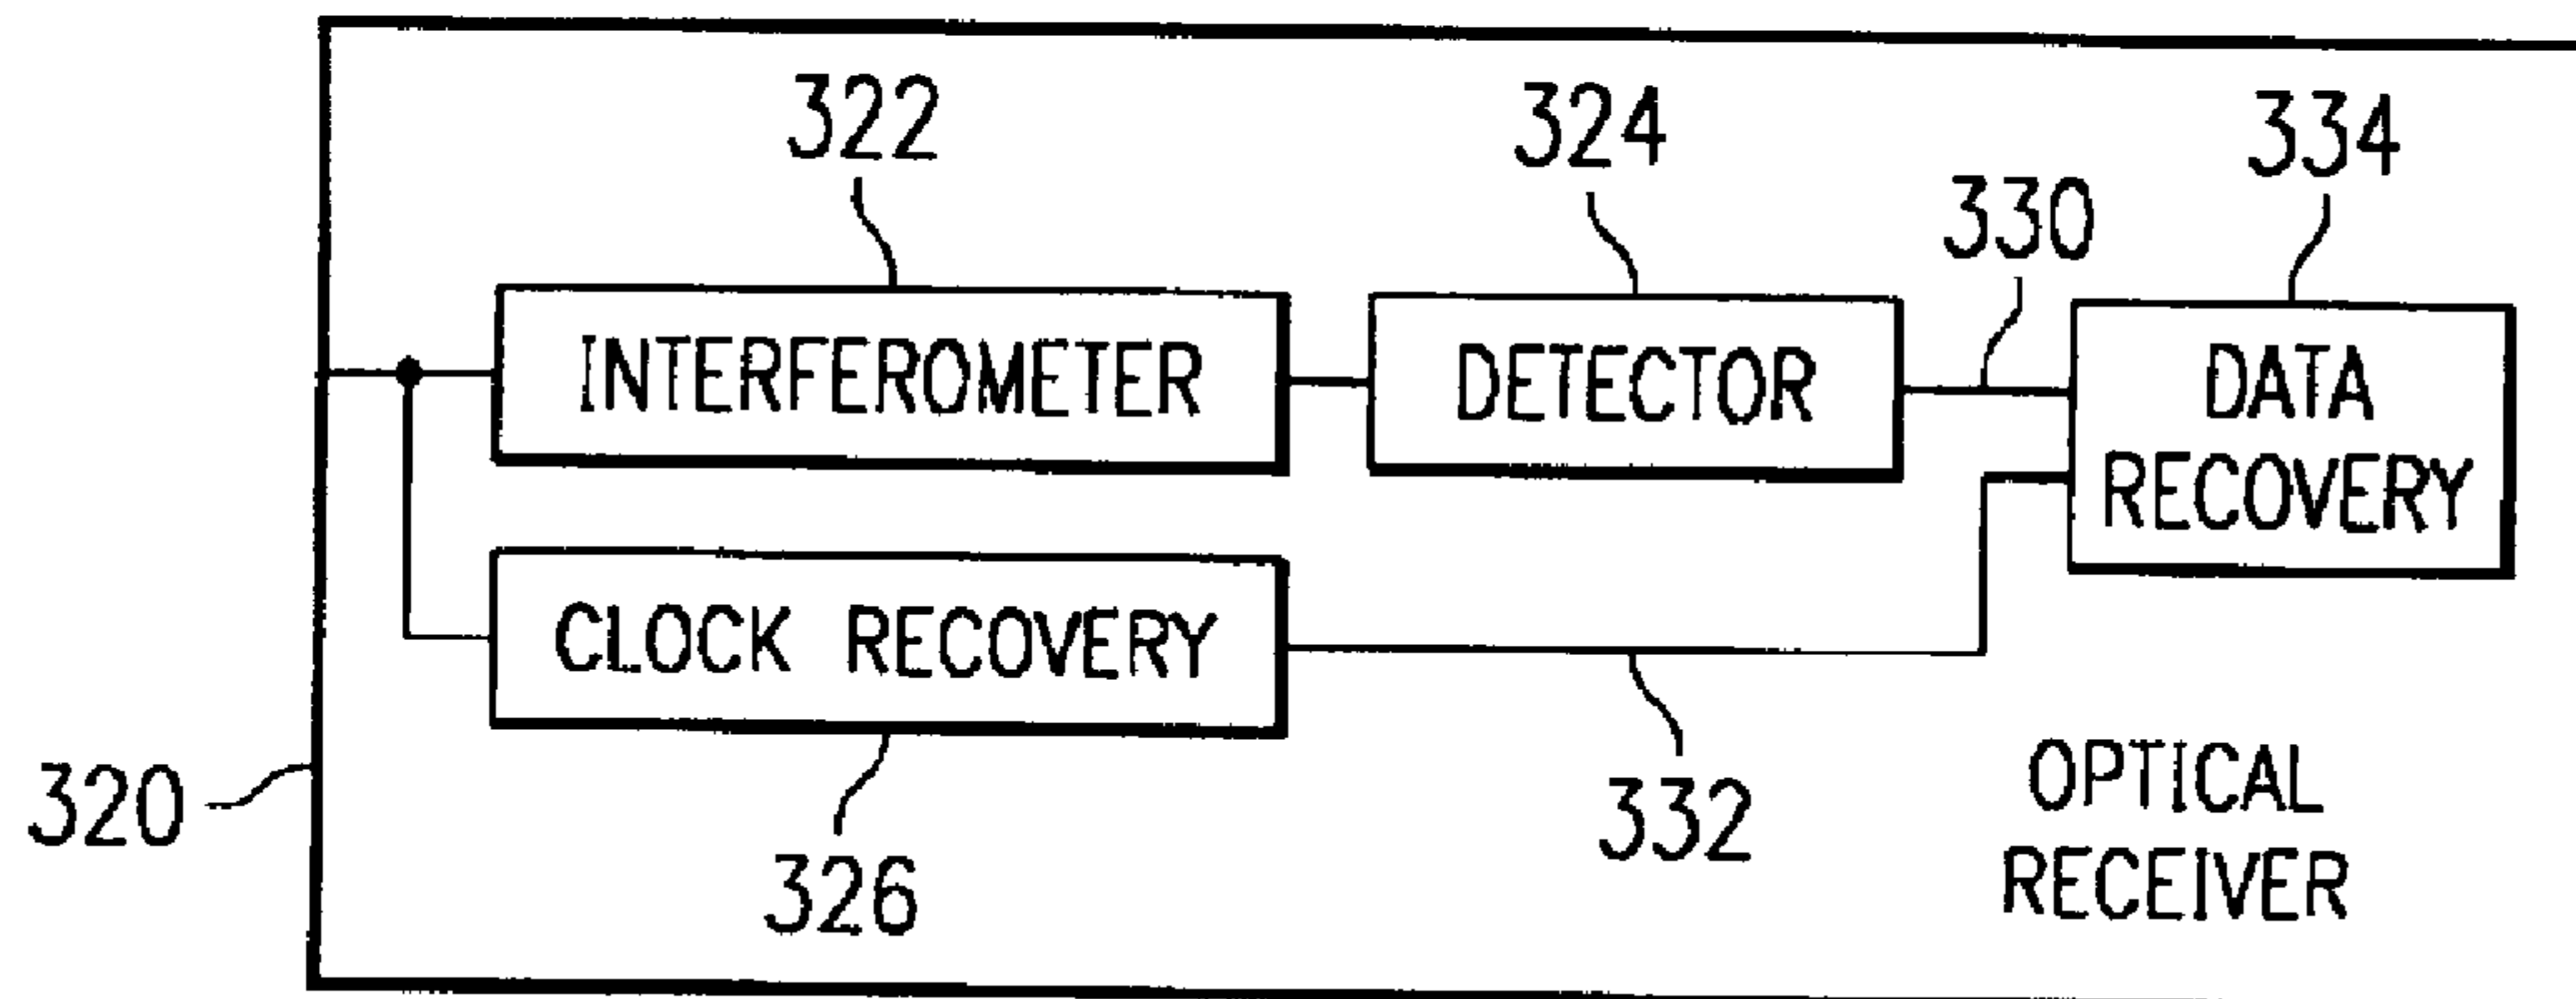 322
324
334
330
INTERFEROMETER
DETECTOR
DATA
RECOVERY
CLOCK RECOVERY
320
326
332
OPTICAL
RECEIVER